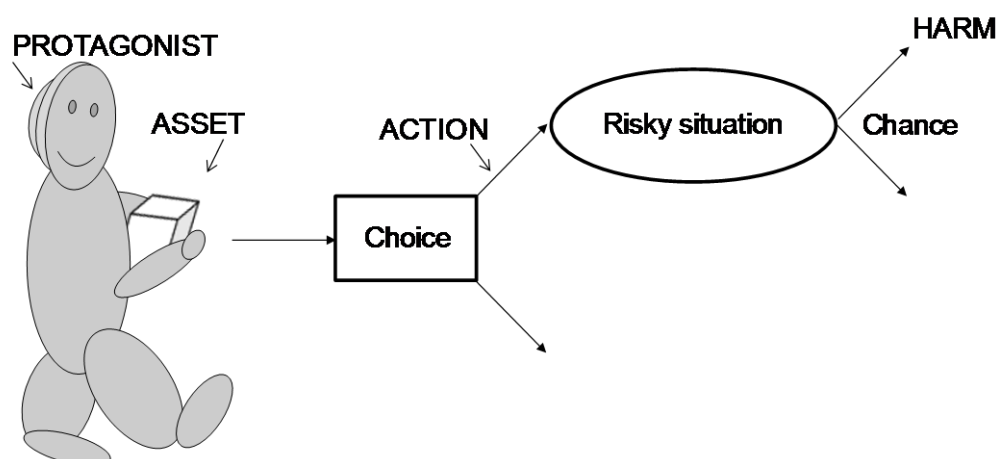 HARM
PROTAGONIST
ASSET
ACTION
Risky situation
Chance
Choice